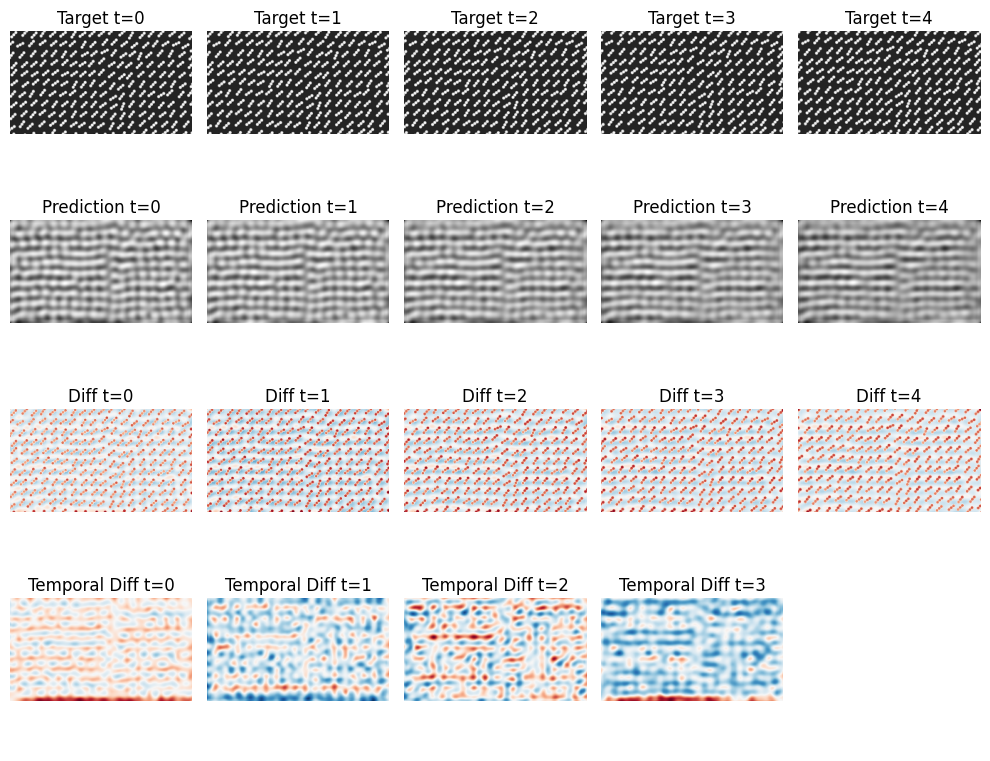 Target t=0 Target t=1 Target t=2 Target t=3 Target t=4
Prediction t=0 Prediction t=1 Prediction t=2 Prediction t=3 Prediction t=4
Diff t=0 Diff t=1 Diff t=2 Diff t=3 Diff t=4
Temporal Diff t=0 Temporal Diff t=1 Temporal Diff t=2 Temporal Diff t=3